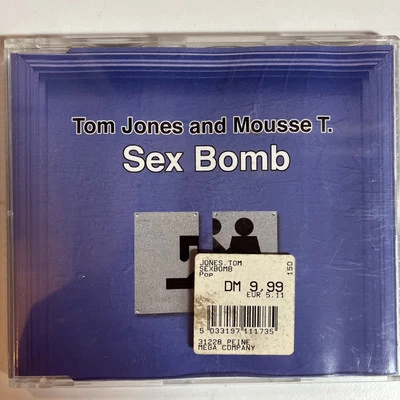 Tom Jones and Mousse T.
Sex Bomb
JONES,TOM
SEXBOMB
POP
150
DM 9,99
EUR 5.11
5 033197 111735
31228 PEINE
MEGA COMPANY